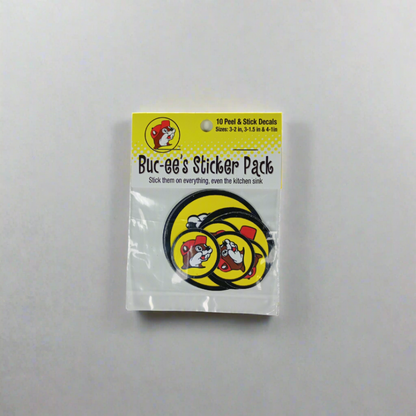 10 Peel & Stick Decals
Sizes: 3-2 in, 3-1.5 in & 4-1in
Buc-ee's Sticker Pack
Stick them on everything, even the kitchen sink